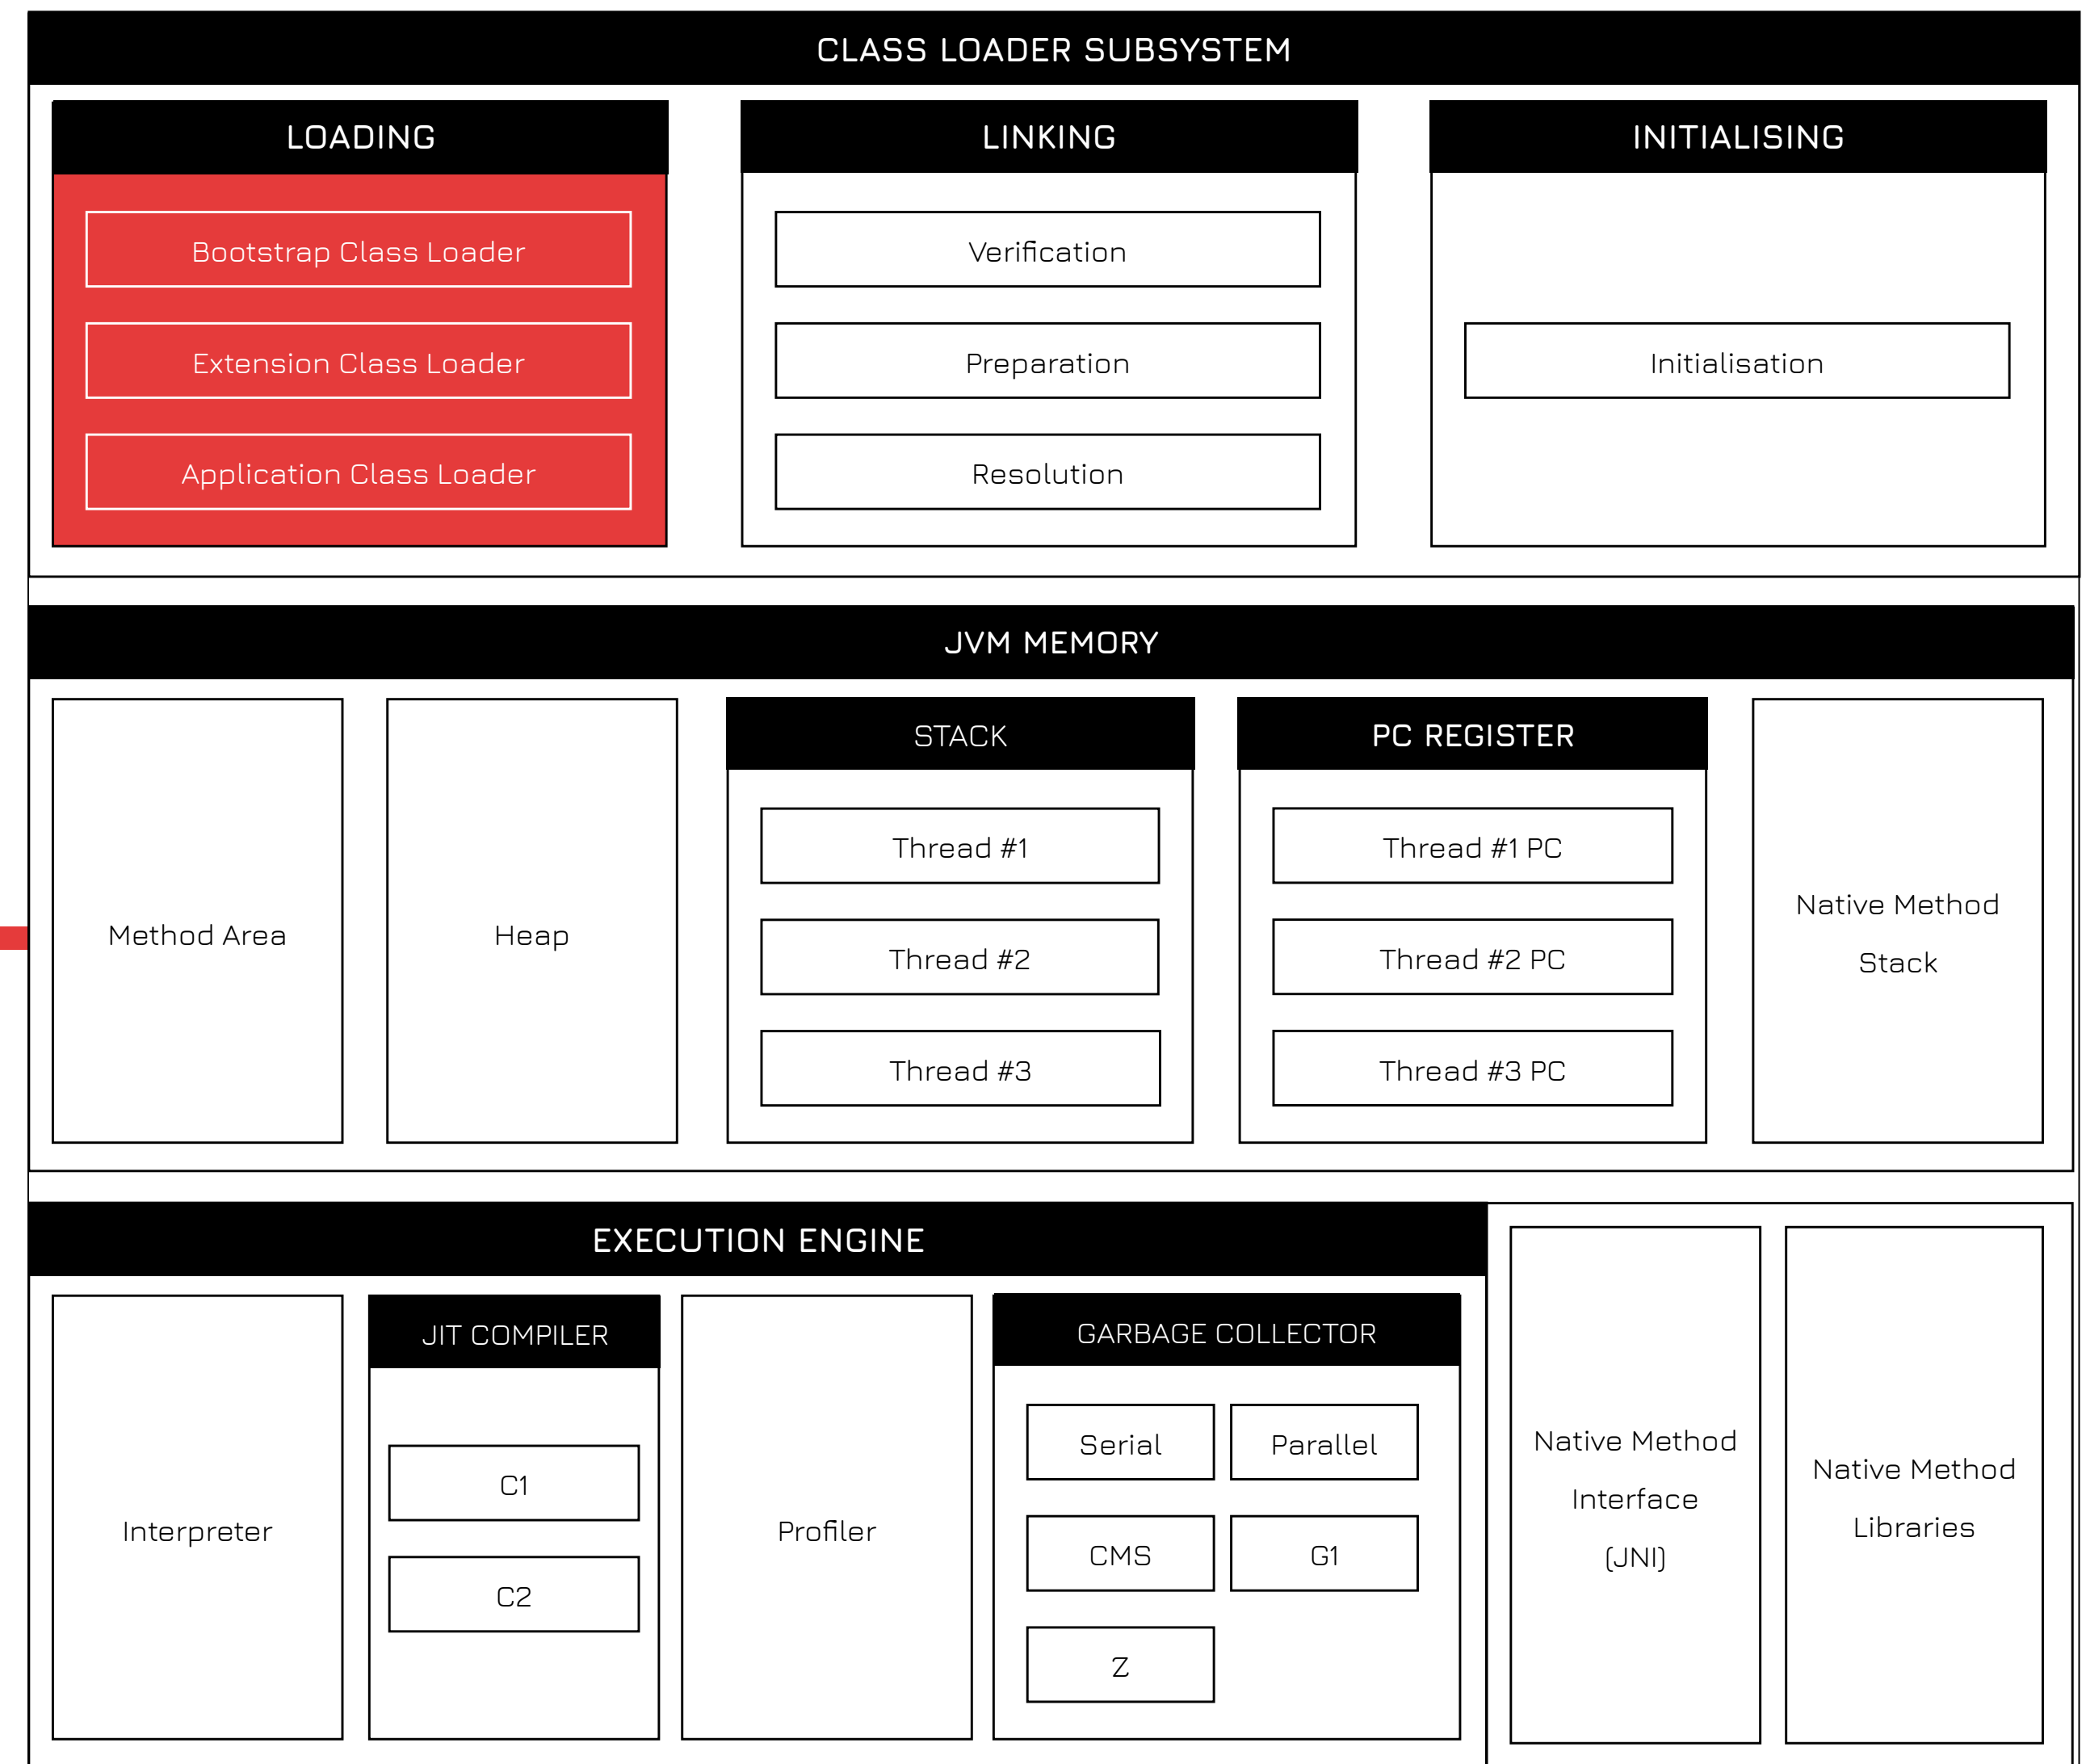 CLASS LOADER SUBSYSTEM
LOADING
Bootstrap Class Loader
Extension Class Loader
Application Class Loader
LINKING
Verification
Preparation
Resolution
INITIALISING
Initialisation
JVM MEMORY
Method Area
Heap
STACK
Thread #1
Thread #2
Thread #3
PC REGISTER
Thread #1 PC
Thread #2 PC
Thread #3 PC
Native Method
Stack
EXECUTION ENGINE
Interpreter
JIT COMPILER
C1
C2
Profiler
GARBAGE COLLECTOR
Serial
Parallel
CMS
G1
Z
Native Method
Interface
(JNI)
Native Method
Libraries